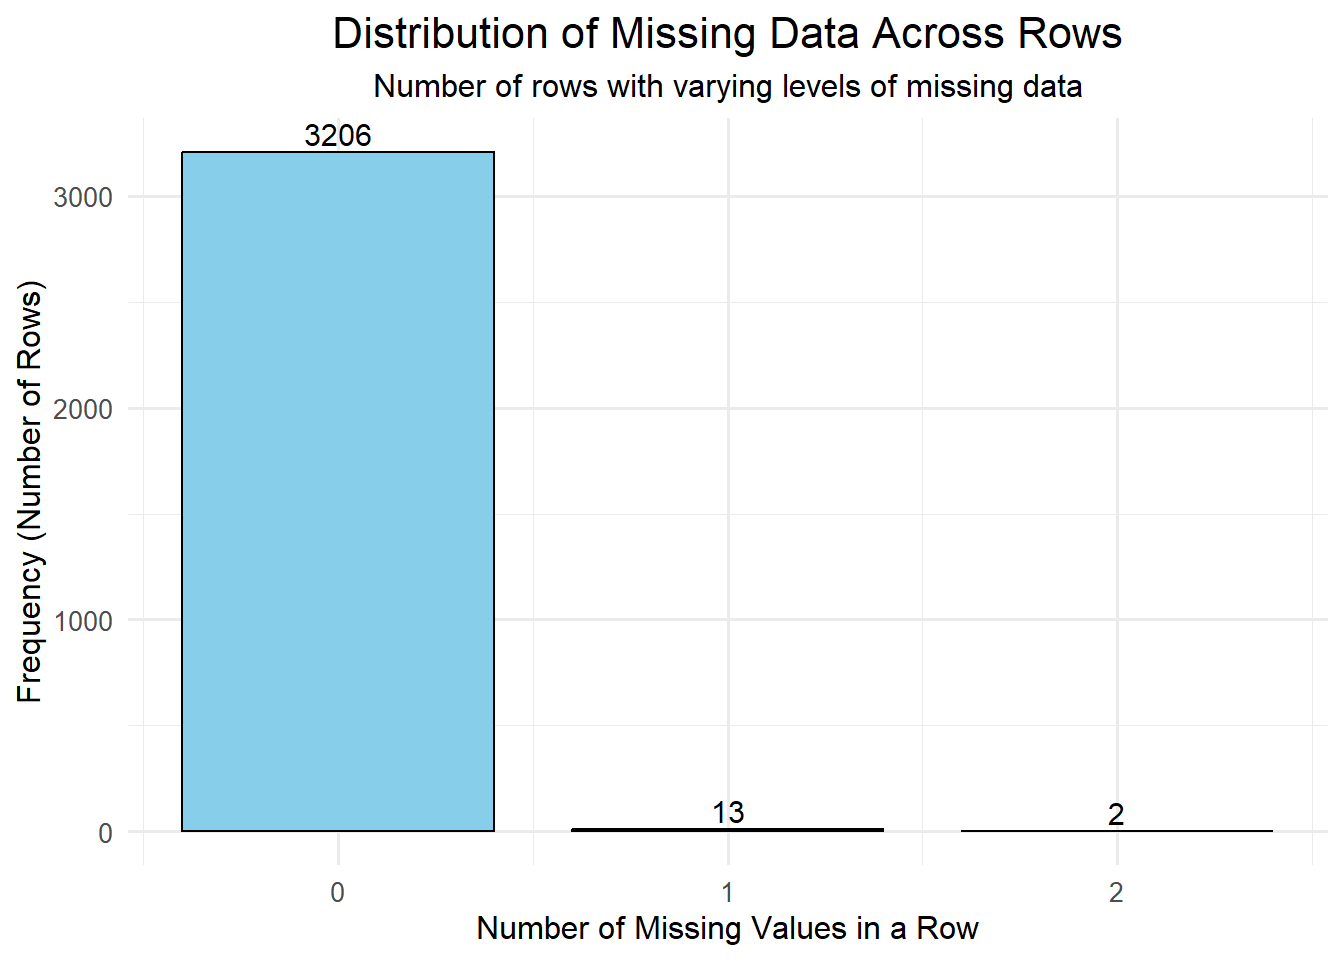 Distribution of Missing Data Across Rows
Number of rows with varying levels of missing data
3206
13
2
Frequency (Number of Rows)
3000
2000
1000
0
0
1
2
Number of Missing Values in a Row